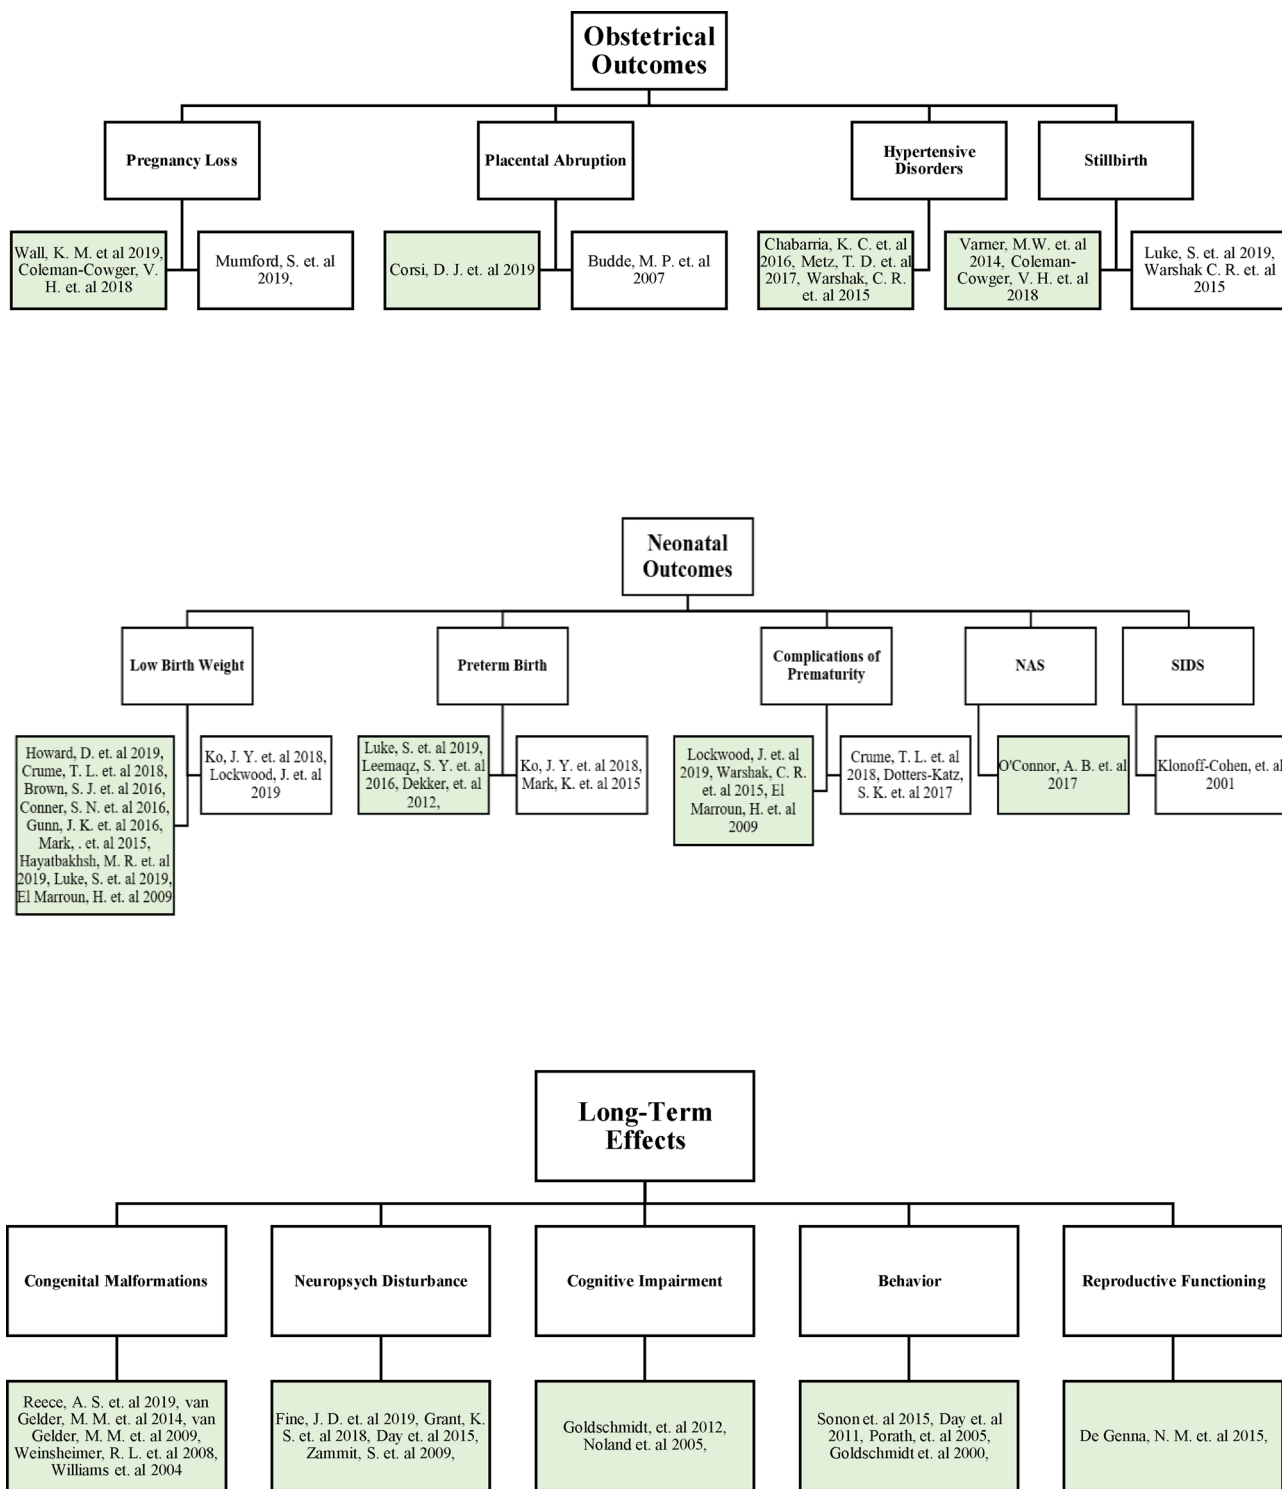 Obstetrical
Outcomes
Pregnancy Loss
Placental Abruption
Hypertensive
Disorders
Stillbirth
Wall, K. M. et al 2019,
Coleman-Cowger, V.
H. et. al 2018
Mumford, S. et. al
2019,
Corsi, D. J. et. al 2019
Budde, M. P. et. al
2007
Chabarria, K. C. et. al
2016, Metz, T. D. et. al
2017, Warshak, C. R.
et. al 2015
Varner, M.W. et. al
2014, Coleman-
Cowger, V. H. et. al
2018
Luke, S. et. al 2019,
Warshak C. R. et. al
2015
Neonatal
Outcomes
Low Birth Weight
Preterm Birth
Complications of
Prematurity
NAS
SIDS
Howard, D. et. al 2019,
Crume, T. L. et. al 2018,
Brown, S. J. et. al 2016,
Conner, S. N. et. al 2016,
Gunn, J. K. et. al 2016,
Mark, . et. al 2015,
Hayatbakhsh, M. R. et. al
2019, Luke, S. et. al 2019,
El Marroun, H. et. al 2009
Ko, J. Y. et. al 2018,
Lockwood, J. et. al
2019
Luke, S. et. al 2019,
Leemaqz, S. Y. et. al
2016, Dekker, et. al
2012,
Ko, J. Y. et. al 2018,
Mark, K. et. al 2015
Lockwood, J. et. al
2019, Warshak, C. R.
et. al 2015, El
Marroun, H. et. al
2009
Crume, T. L. et. al
2018, Dotters-Katz,
S. K. et. al 2017
O'Connor, A. B. et. al
2017
Klonoff-Cohen, et. al
2001
Long-Term
Effects
Congenital Malformations
Neuropsych Disturbance
Cognitive Impairment
Behavior
Reproductive Functioning
Reece, A. S. et. al 2019, van
Gelder, M. M. et. al 2014, van
Gelder, M. M. et. al 2009,
Weinsheimer, R. L. et. al 2008,
Williams et. al 2004
Fine, J. D. et. al 2019, Grant, K.
S. et. al 2018, Day et. al 2015,
Zammit, S. et. al 2009,
Goldschmidt, et. al 2012,
Noland et. al 2005,
Sonon et. al 2015, Day et. al
2011, Porath, et. al 2005,
Goldschmidt et. al 2000,
De Genna, N. M. et. al 2015,